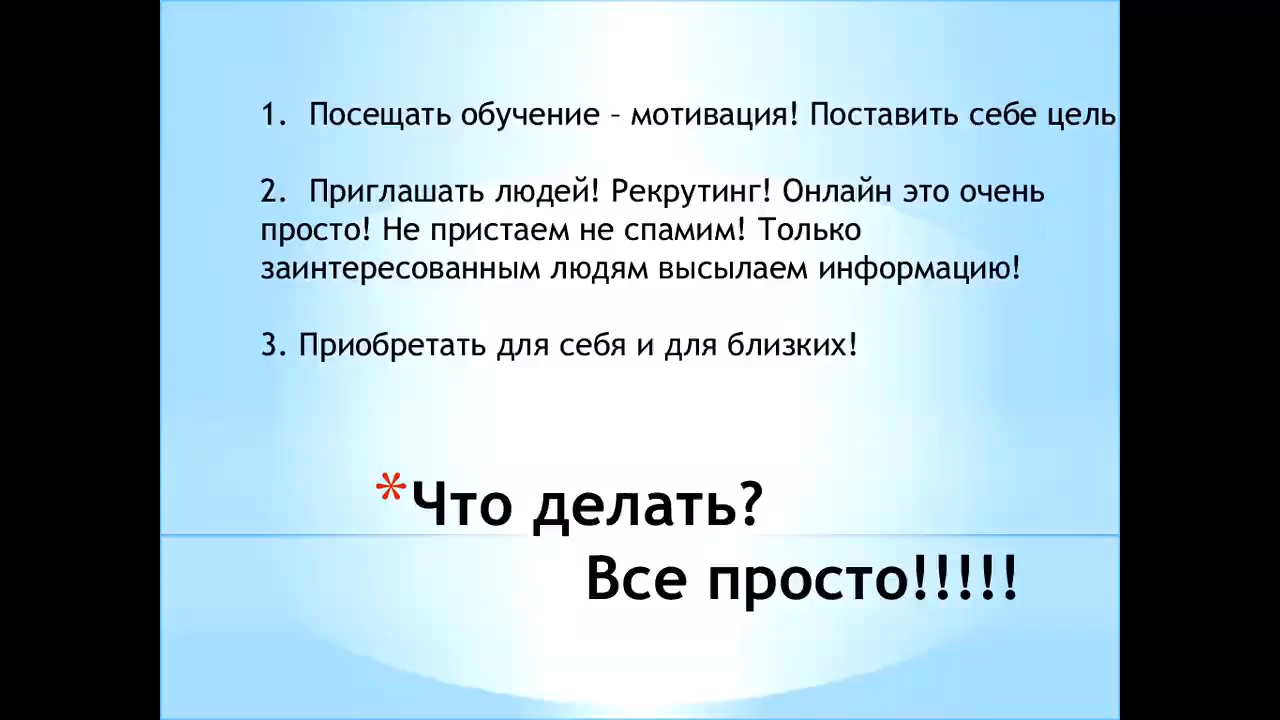 1. Посещать обучение – мотивация! Поставить себе цель
2. Приглашать людей! Рекрутинг! Онлайн это очень
просто! Не пристаем не спамим! Только
заинтересованным людям высылаем информацию!
3. Приобретать для себя и для близких!
*Что делать?
Все просто!!!!!